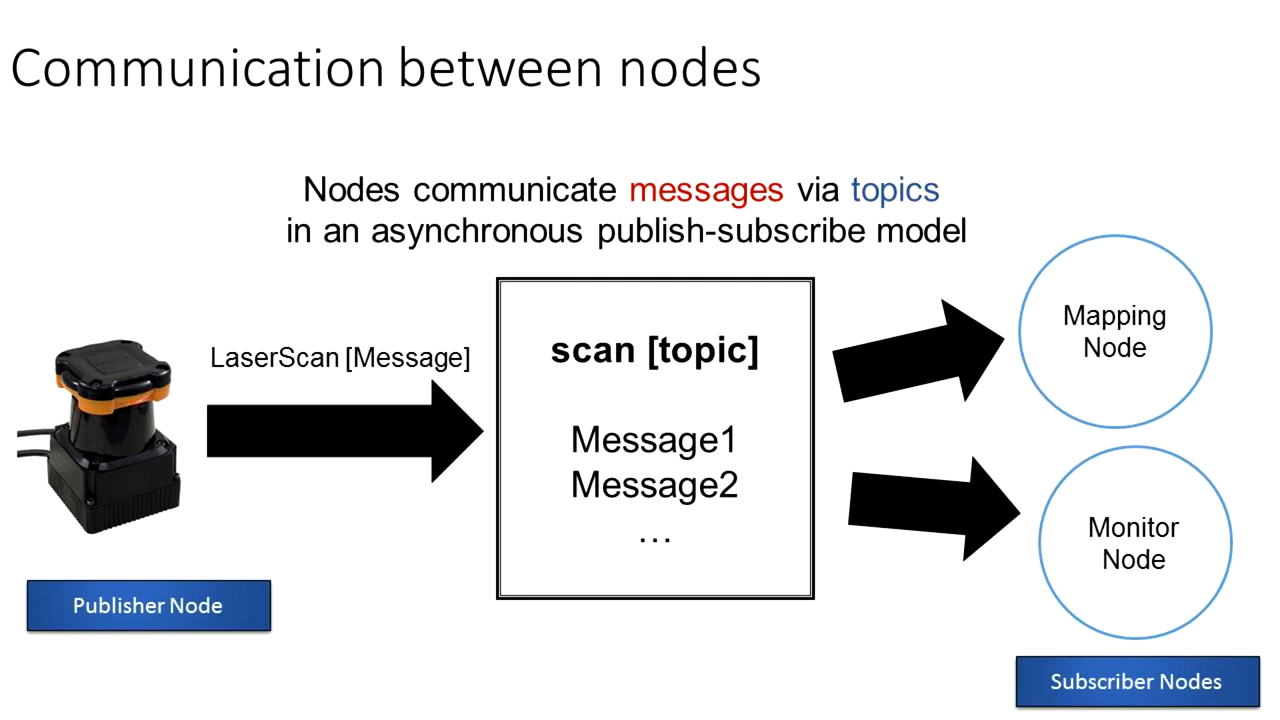 Communication between nodes
Nodes communicate messages via topics
in an asynchronous publish-subscribe model
LaserScan [Message]
scan [topic]
Message1
Message2
…
Mapping
Node
Monitor
Node
Publisher Node
Subscriber Nodes